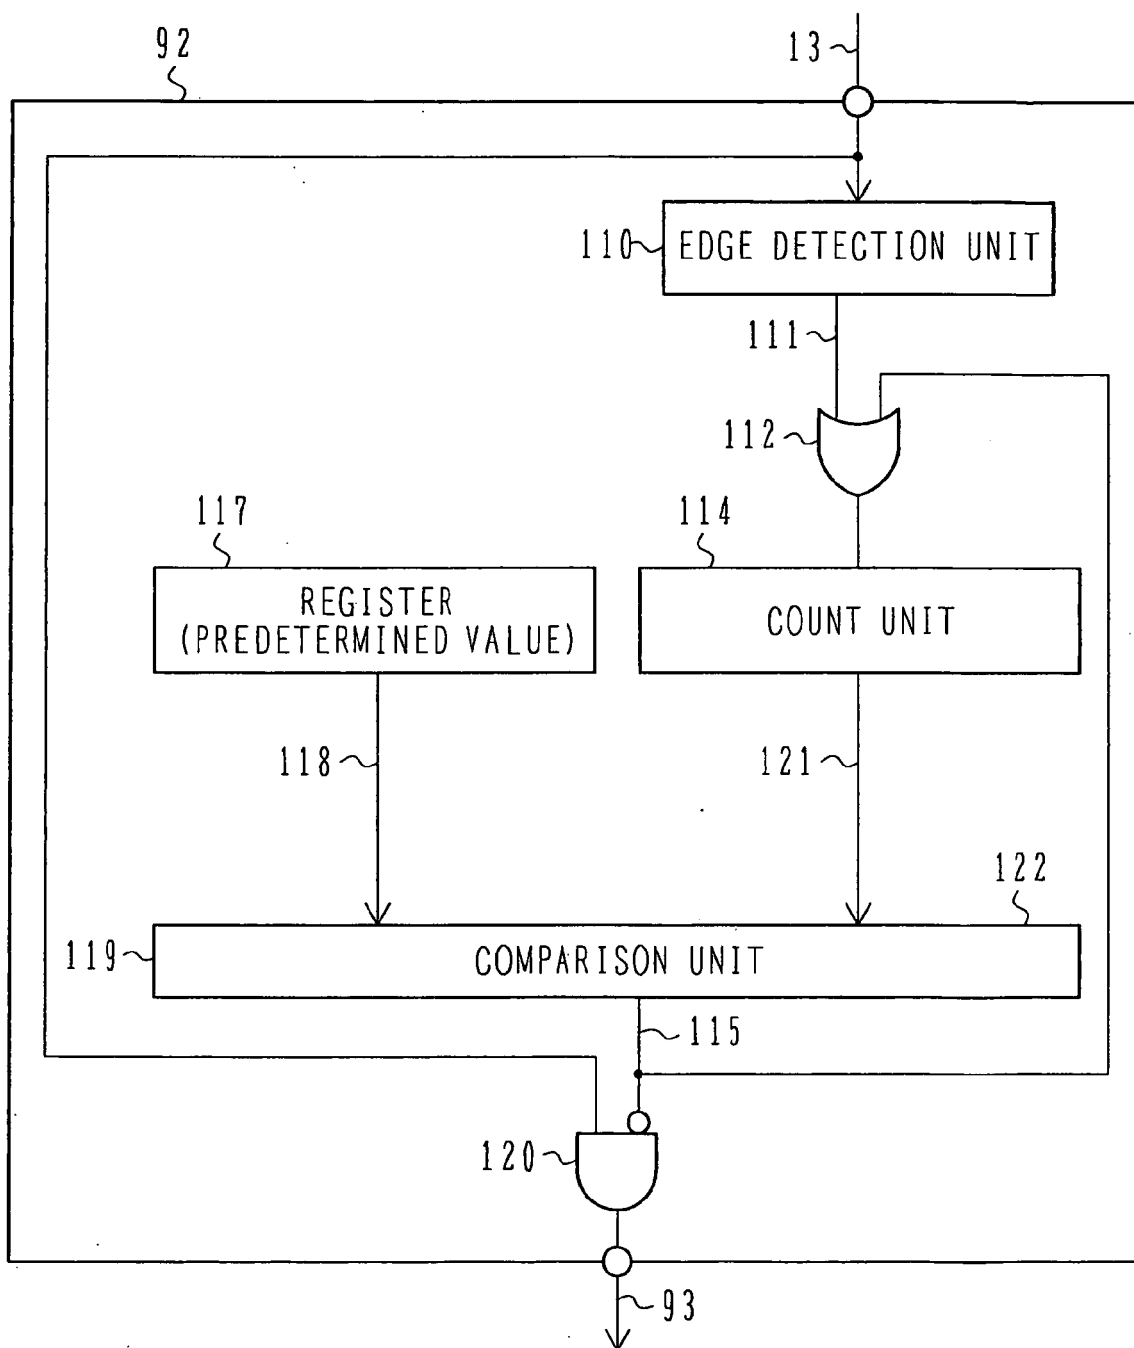 92
13
110
EDGE DETECTION UNIT
111
112
117
114
REGISTER
(PREDETERMINED VALUE)
COUNT UNIT
118
121
122
119
COMPARISON UNIT
115
120
93